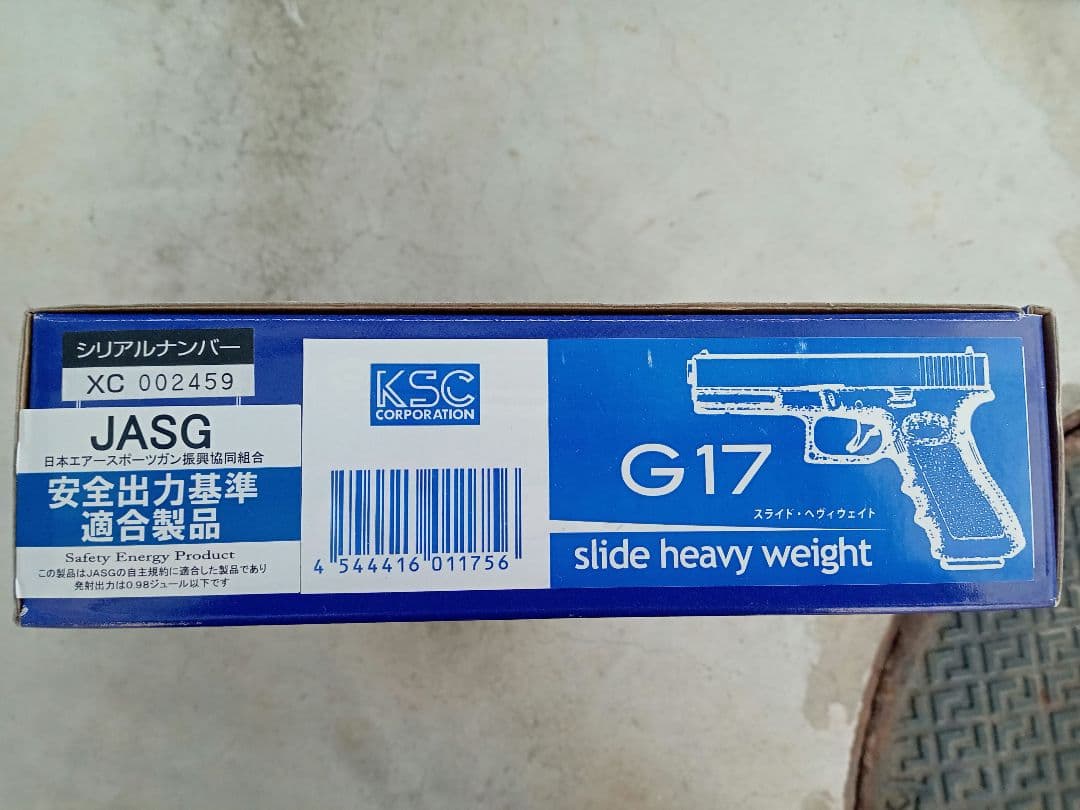 シリアルナンバー
XC 002459
JASG
日本エアースポーツガン振興協同組合
安全出力基準
適合製品
Safety Energy Product
この製品はJASGの自主規約に適合した製品であり
発射出力は0.98ジュール以下です
KSC
CORPORATION
4 544416 011756
G17
スライド・ヘヴィウェイト
slide heavy weight